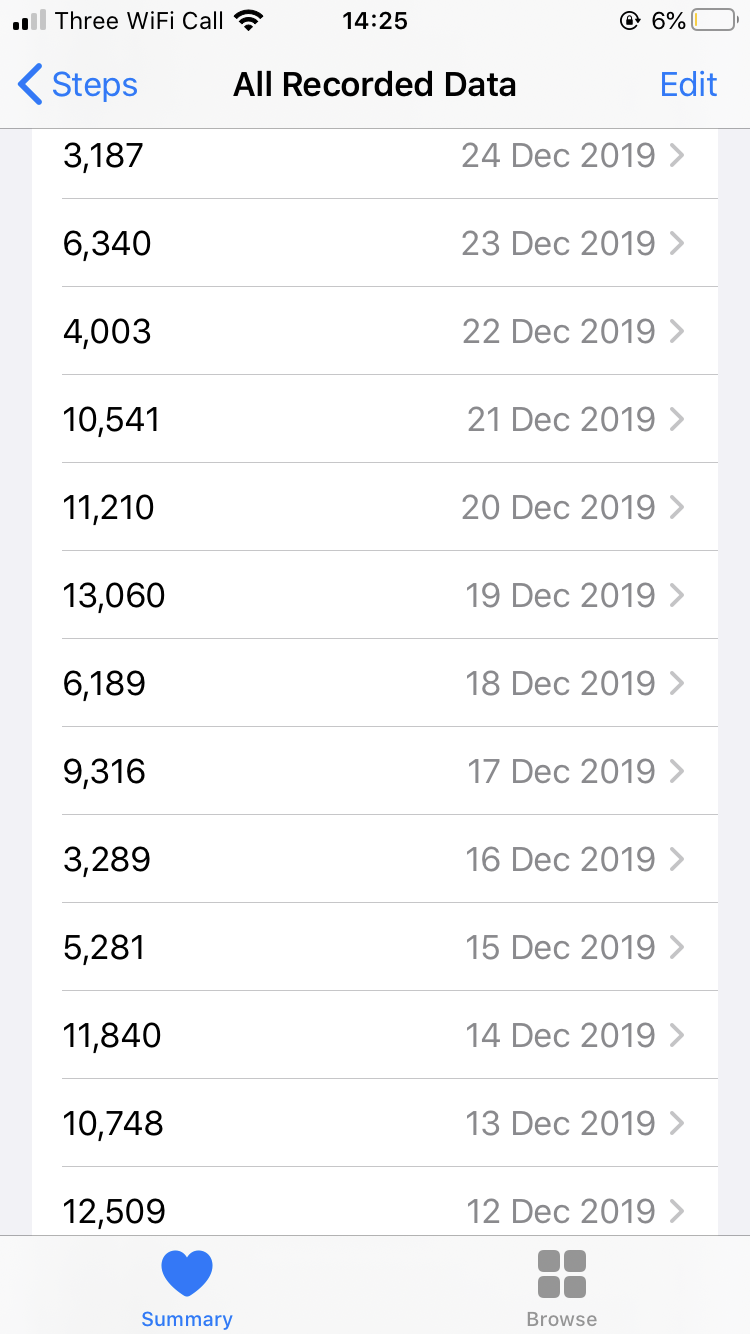 Three WiFi Call 14:25 6%
Steps All Recorded Data Edit
3,187 24 Dec 2019
6,340 23 Dec 2019
4,003 22 Dec 2019
10,541 21 Dec 2019
11,210 20 Dec 2019
13,060 19 Dec 2019
6,189 18 Dec 2019
9,316 17 Dec 2019
3,289 16 Dec 2019
5,281 15 Dec 2019
11,840 14 Dec 2019
10,748 13 Dec 2019
12,509 12 Dec 2019
Summary Browse